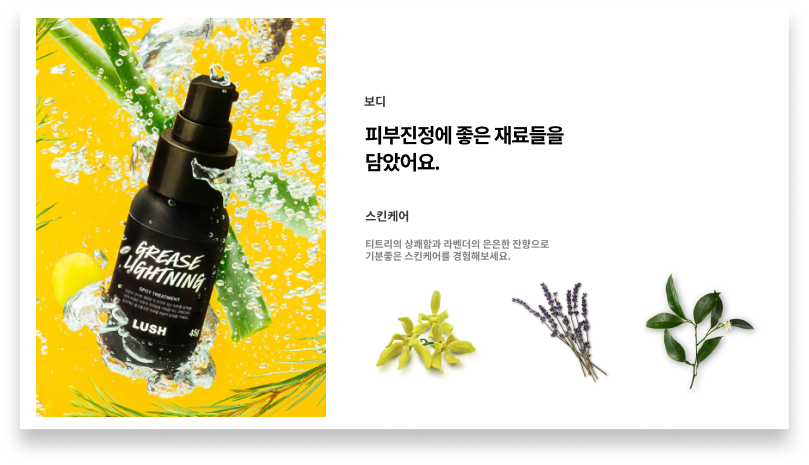 보디
피부진정에 좋은 재료들을
담았어요.
스킨케어
티트리의 상쾌함과 라벤더의 은은한 잔향으로
기분좋은 스킨케어를 경험해보세요.
GREASE
LIGHTNING
SPOT TREATMENT
LUSH
45g